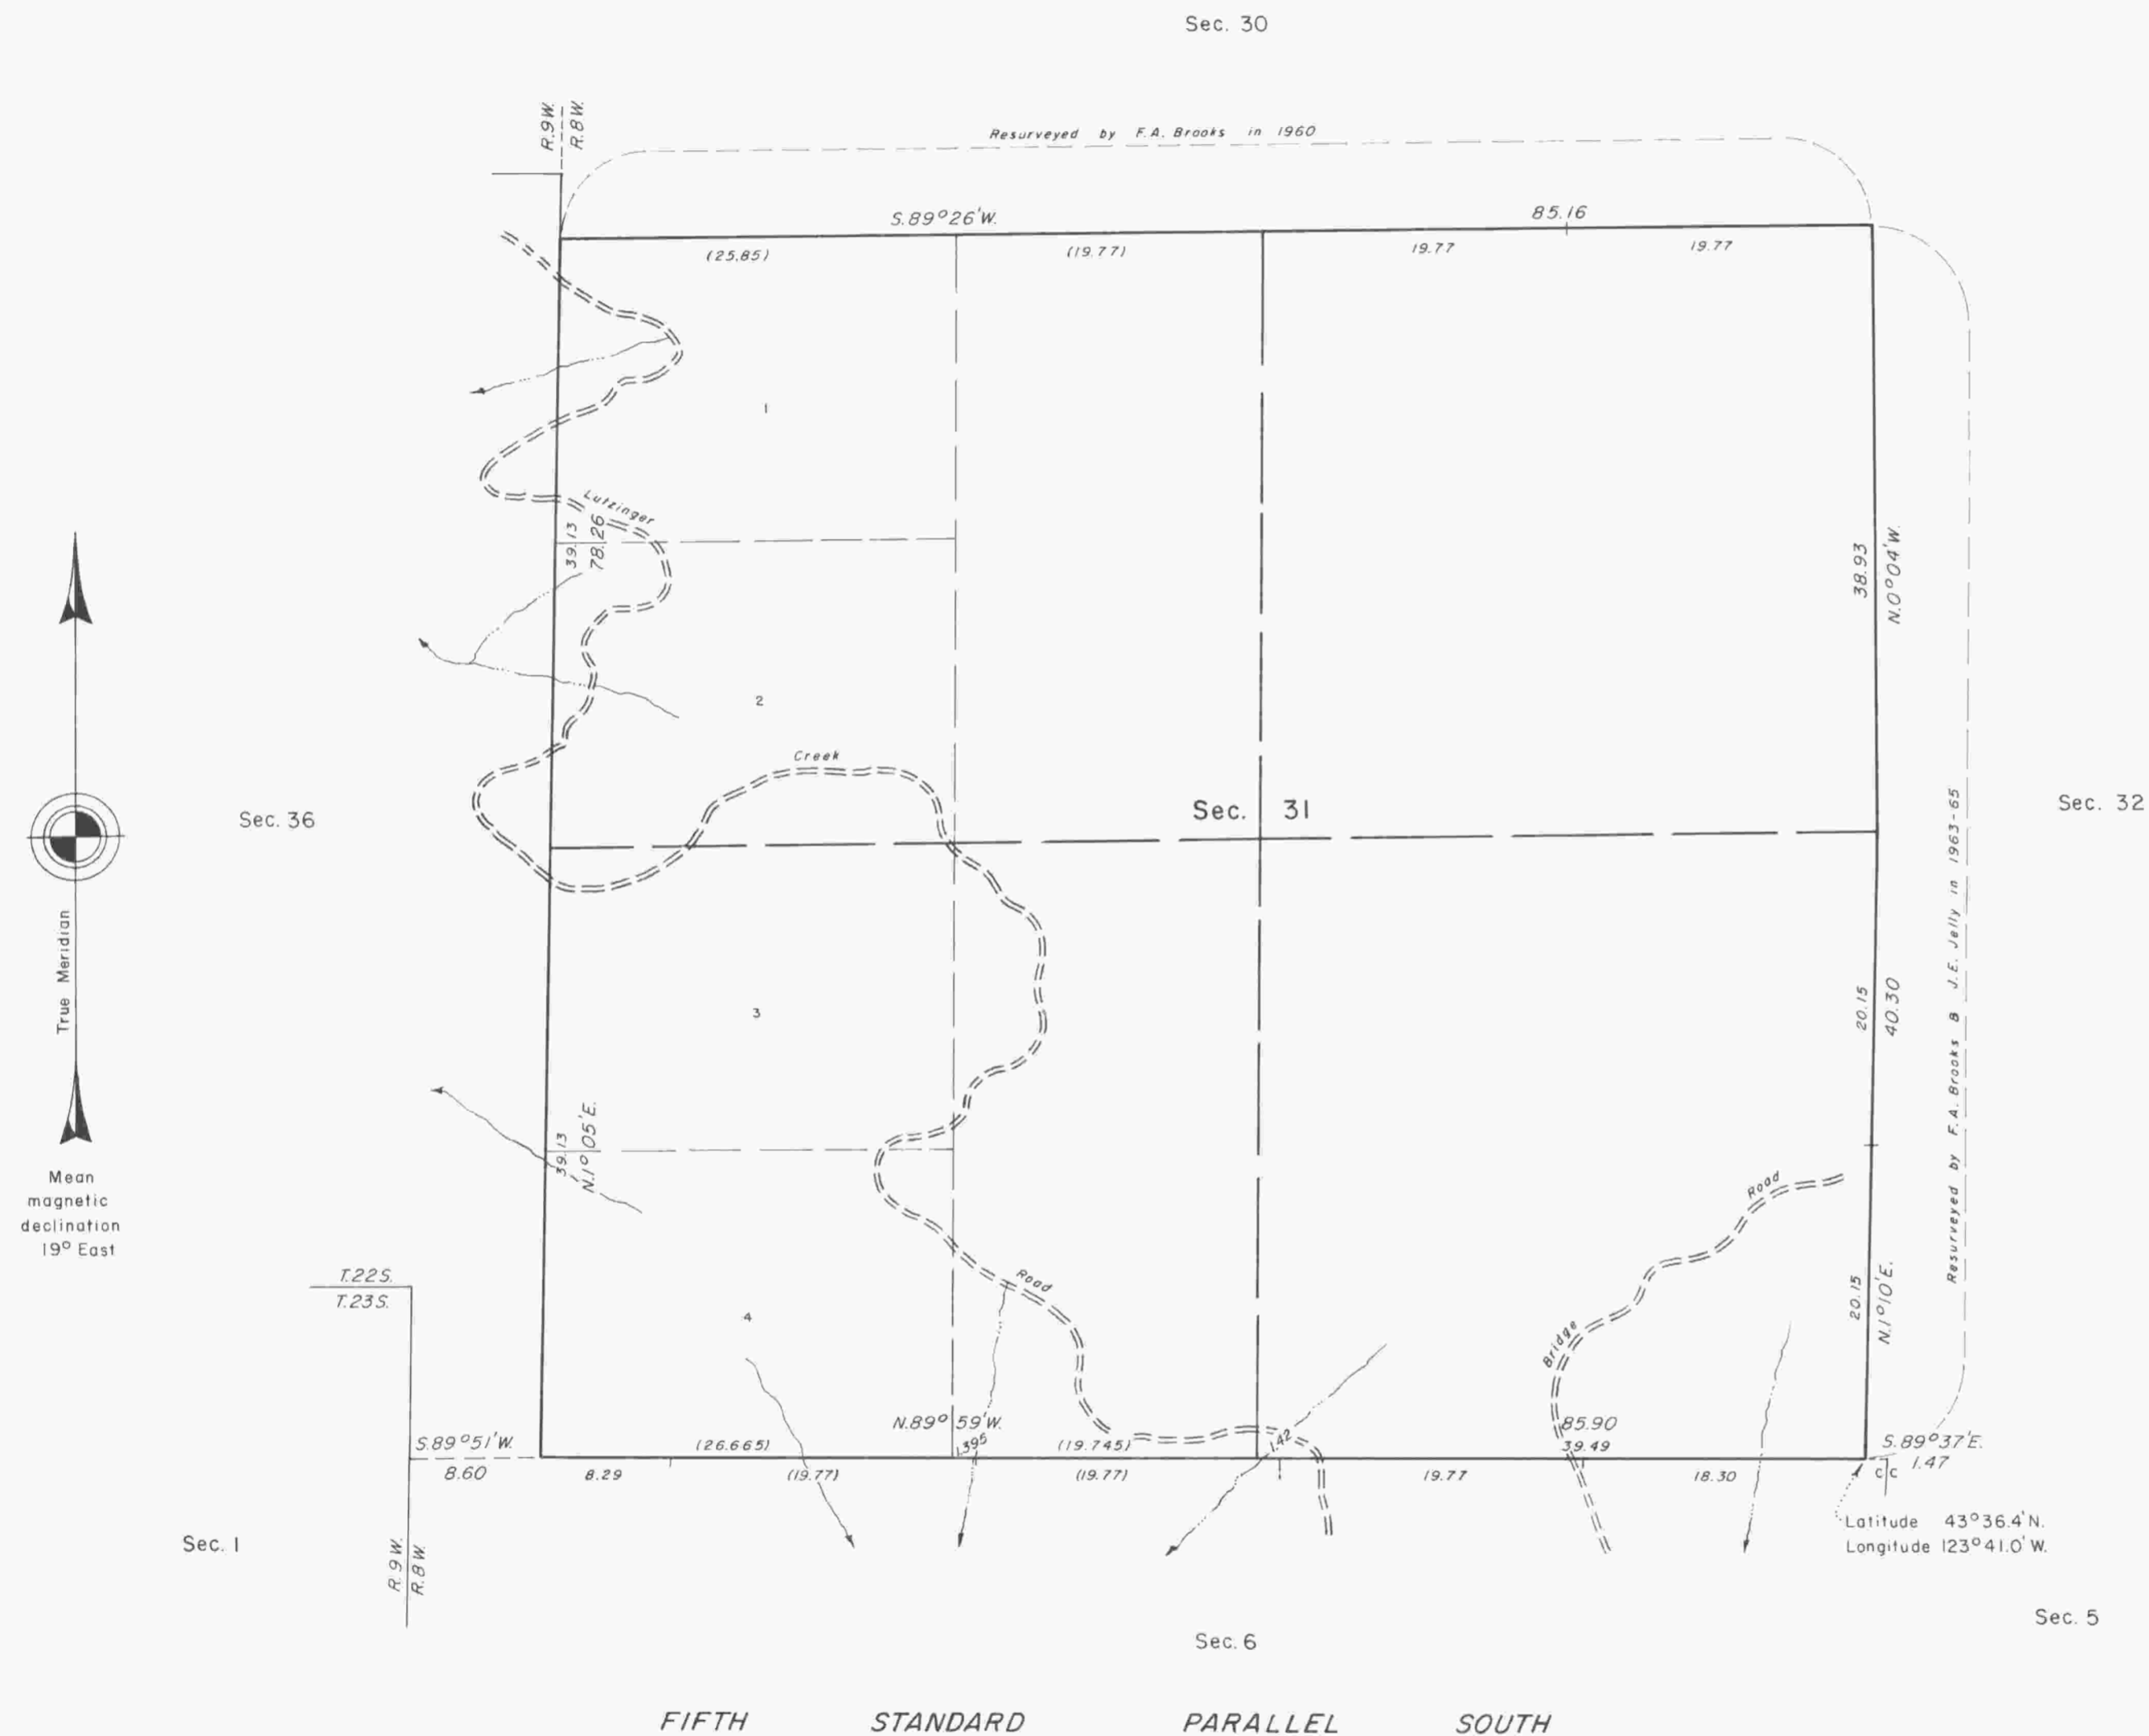 Sec. 30
R.9W.
R.8W.
Resurveyed by F.A. Brooks in 1960
S.89°26'W.
85.16
(25.85)
(19.77)
19.77
19.77
1
Lutzinger
39.13
78.26
38.93
N.0°04'W.
2
Creek
Sec. 36
Sec. 31
Sec. 32
True Meridian
Mean
magnetic
declination
19° East
3
20.15
40.30
Resurveyed by F.A. Brooks B J.E. Jelly in 1963-65
39.13
N.1°05'E.
Road
Road
Bridge
20.15
N.1°10'E.
T.22S.
T.23S.
4
N.89°59'W.
85.90
S.89°51'W.
(26.665)
1.395
(19.745)
1.42
39.49
S.89°37'E.
8.60
8.29
(19.77)
(19.77)
19.77
18.30
C C
1.47
Latitude 43°36.4'N.
Longitude 123°41.0'W.
Sec. 1
R.9W.
R.8W.
Sec. 5
Sec. 6
FIFTH STANDARD PARALLEL SOUTH